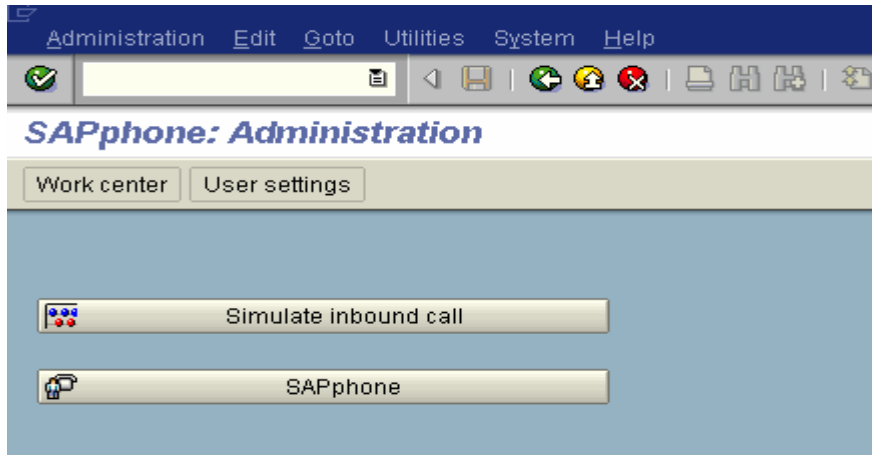 Administration Edit Goto Utilities System Help
SAPphone: Administration
Work center User settings
Simulate inbound call
SAPphone